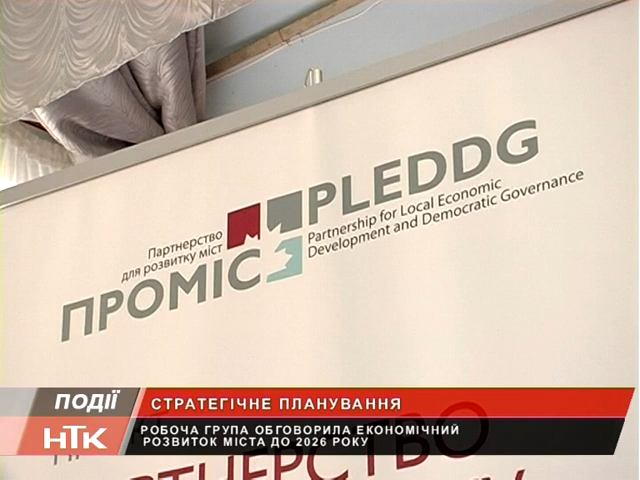 PLEDDG
Partnership for Local Economic
Development and Democratic Governance
Партнерство
для розвитку міст
ПРОМІС
ПОДІЇ
СТРАТЕГІЧНЕ ПЛАНУВАННЯ
НТК
РОБОЧА ГРУПА ОБГОВОРИЛА ЕКОНОМІЧНИЙ
РОЗВИТОК МІСТА ДО 2026 РОКУ